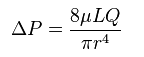 ΔP = 8μLQ / πr⁴